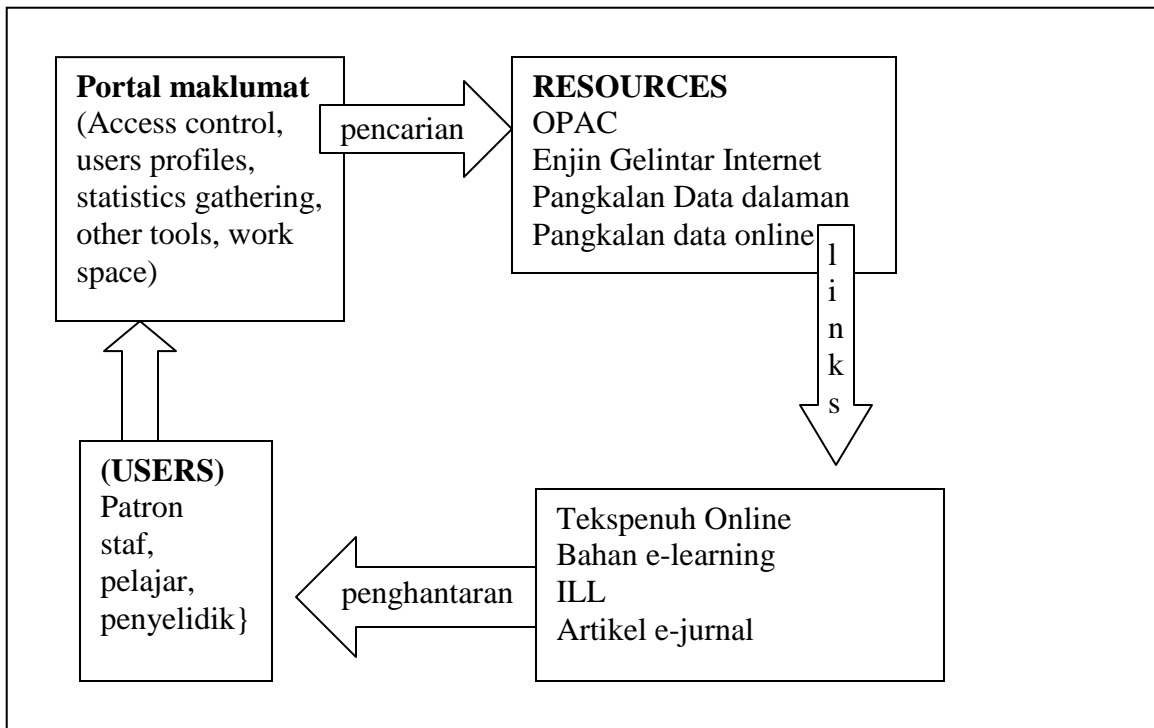 Portal maklumat
(Access control,
users profiles,
statistics gathering,
other tools, work
space)
pencarian
RESOURCES
OPAC
Enjin Gelintar Internet
Pangkalan Data dalaman
Pangkalan data online
l
i
n
k
s
Tekspenuh Online
Bahan e-learning
ILL
Artikel e-jurnal
penghantaran
(USERS)
Patron
staf,
pelajar,
penyelidik}